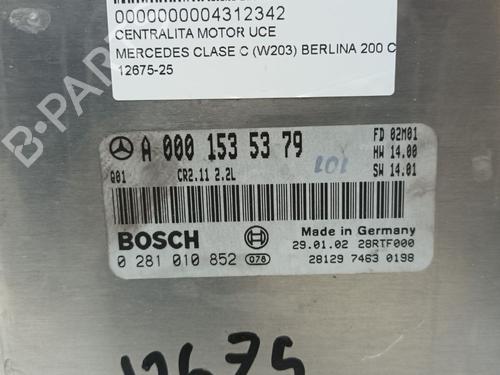 0000000004312342
CENTRALITA MOTOR UCE
MERCEDES CLASE C (W203) BERLINA 200 C
12675-25
A 000 153 53 79
FD 02M01
HW 14.00
Q01 CR2.11 2.2L
101
SW 14.01
BOSCH
Made in Germany
29.01.02 28RTF000
0 281 010 852 Q76
28129 7463 0198
12675
B-Parts